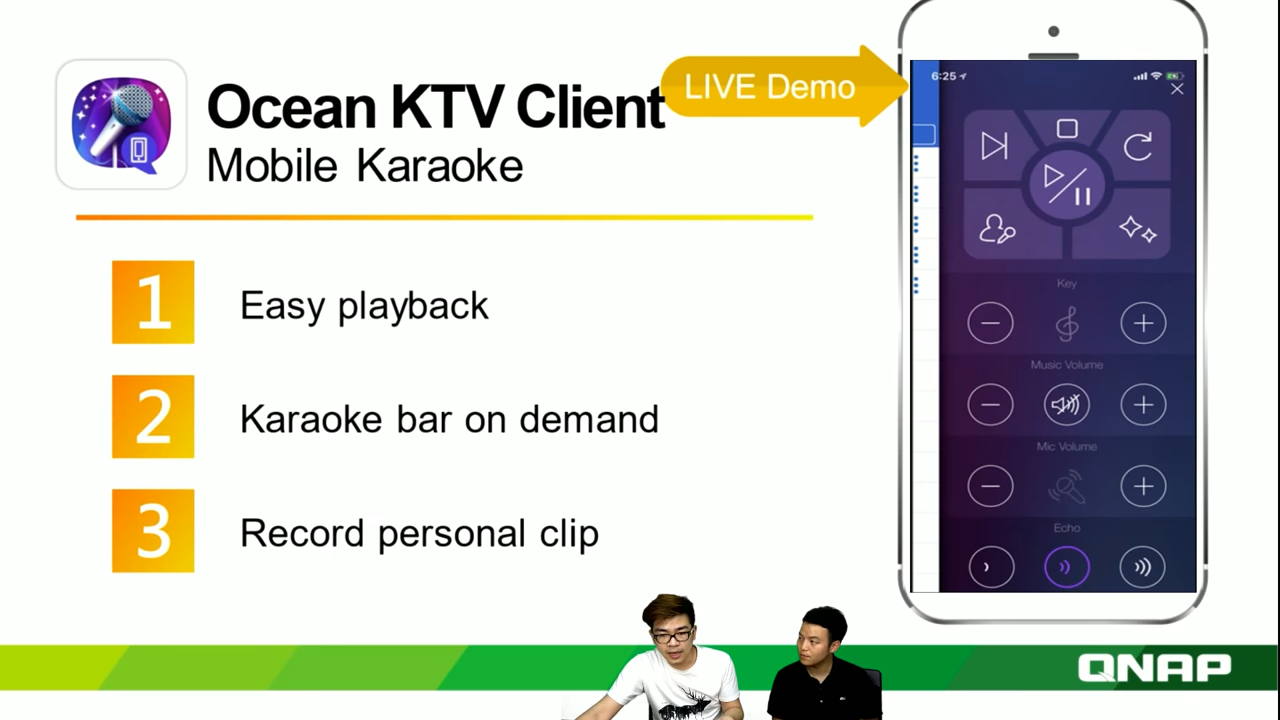 Ocean KTV Client
Mobile Karaoke
LIVE Demo
1
Easy playback
2
Karaoke bar on demand
3
Record personal clip
6:25
Key
Music Volume
Mic Volume
Echo
QNAP